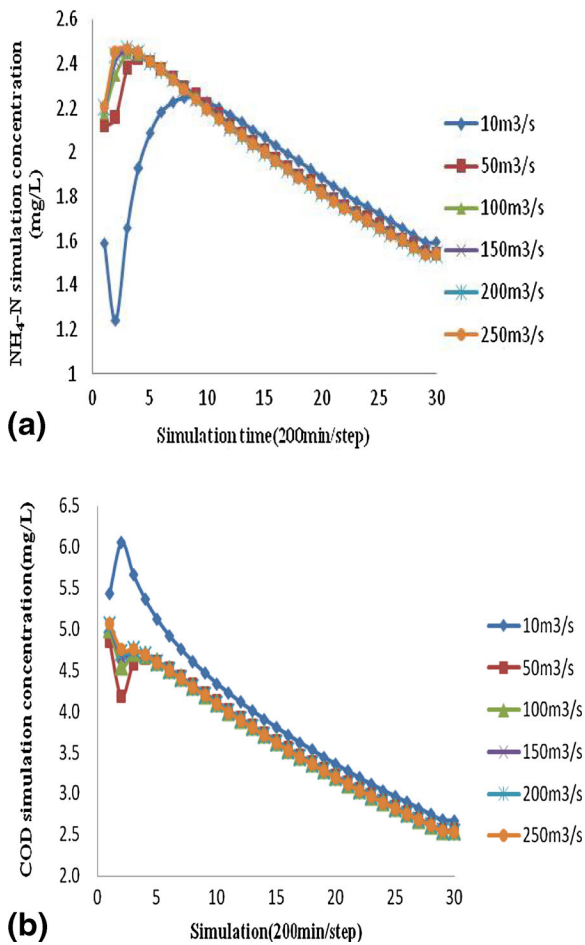 (a)
NH4-N simulation concentration
(mg/L)
2.6
2.4
2.2
2
1.8
1.6
1.4
1.2
1
0 5 10 15 20 25 30
Simulation time(200min/step)
10m3/s
50m3/s
100m3/s
150m3/s
200m3/s
250m3/s
(b)
COD simulation concentration(mg/L)
6.5
6.0
5.5
5.0
4.5
4.0
3.5
3.0
2.5
2.0
0 5 10 15 20 25 30
Simulation(200min/step)
10m3/s
50m3/s
100m3/s
150m3/s
200m3/s
250m3/s